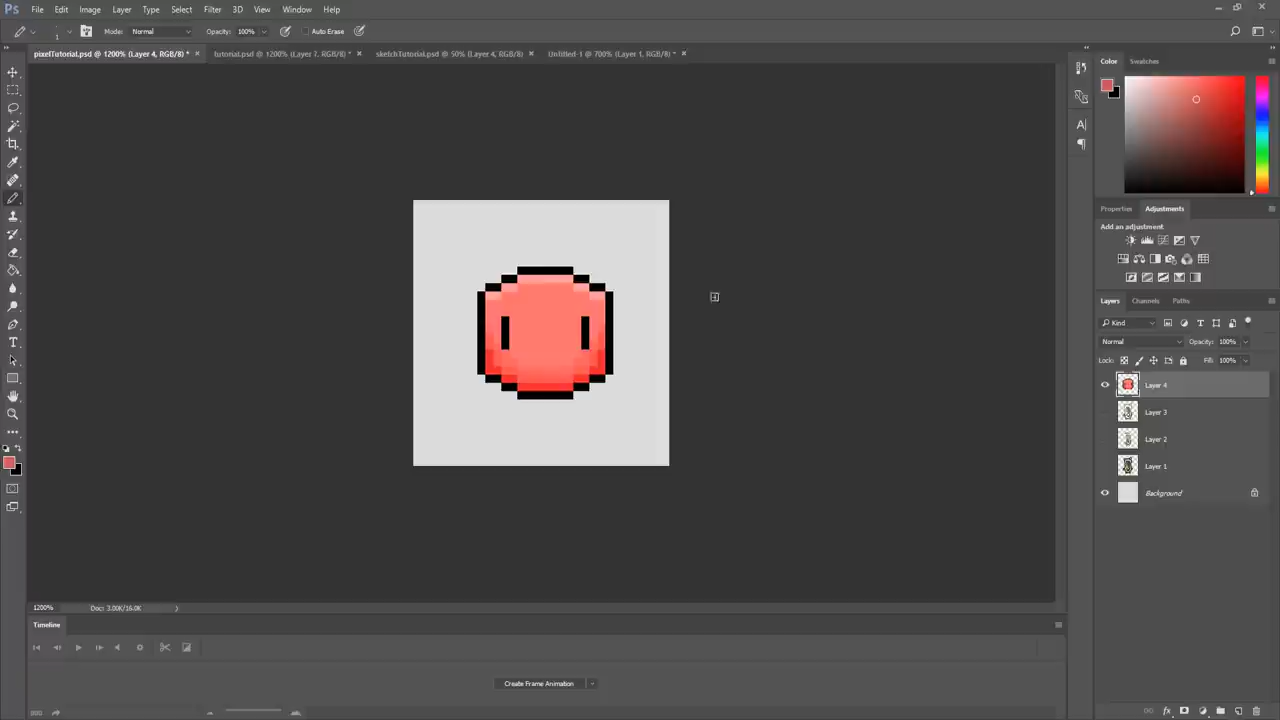 Ps File Edit Image Layer Type Select Filter 3D View Window Help
1 Mode: Normal Opacity: 100% Auto Erase
pixelTutorial.psd @ 1200% (Layer 4, RGB/8) * × tutorial.psd @ 1200% (Layer 7, RGB/8) * × sketchTutorial.psd @ 50% (Layer 4, RGB/8) × Untitled-1 @ 700% (Layer 1, RGB/8) * ×
Color Swatches
Properties Adjustments
Add an adjustment
Layers Channels Paths
Kind
Normal Opacity: 100%
Lock: Fill: 100%
Layer 4
Layer 3
Layer 2
Layer 1
Background
1200% Doc: 3.00K/16.0K
Timeline
Create Frame Animation